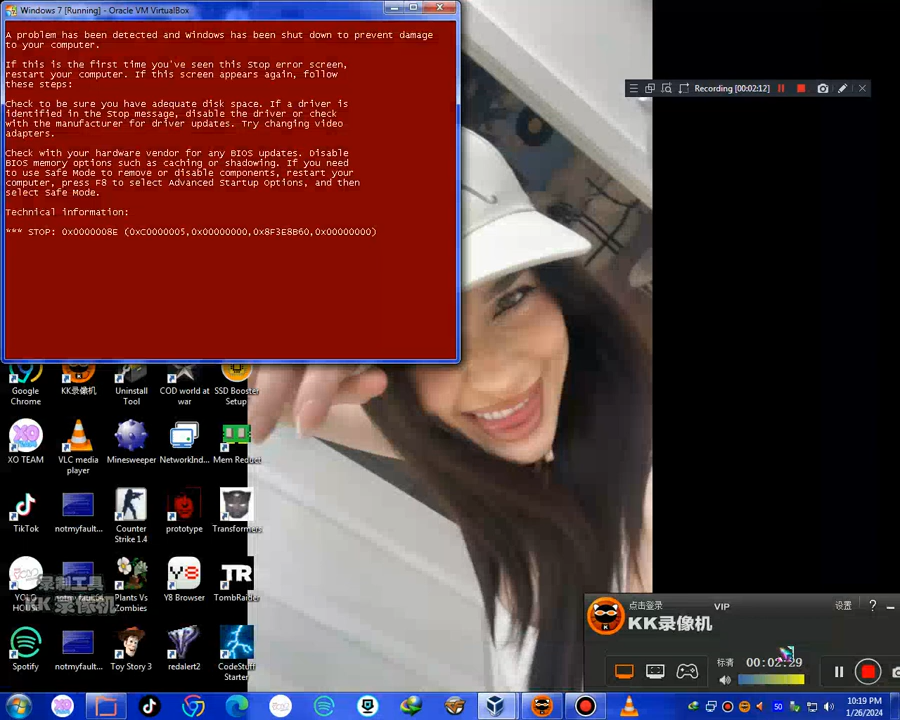 Windows 7 [Running] - Oracle VM VirtualBox
A problem has been detected and Windows has been shut down to prevent damage
to your computer.
If this is the first time you've seen this Stop error screen,
restart your computer. If this screen appears again, follow
these steps:
Check to be sure you have adequate disk space. If a driver is
identified in the Stop message, disable the driver or check
with the manufacturer for driver updates. Try changing video
adapters.
Check with your hardware vendor for any BIOS updates. Disable
BIOS memory options such as caching or shadowing. If you need
to use Safe Mode to remove or disable components, restart your
computer, press F8 to select Advanced Startup Options, and then
select Safe Mode.
Technical information:
*** STOP: 0x0000008E (0xC0000005,0x00000000,0x8F3E8B60,0x00000000)
Recording [00:02:12]
Google
Chrome
KK录像机
Uninstall
Tool
COD world at
war
SSD Booster
Setup
XO TEAM
VLC media
player
Minesweeper
NetworkInd...
Mem Reduct
TikTok
notmyfault...
Counter
Strike 1.4
prototype
Transformers
notmyfault64
Plants Vs
Zombies
Y8
Y8 Browser
TR
TombRaider
录制工具
KK录像机
Spotify
notmyfault...
Toy Story 3
redalert2
CodeStuff
Starter
点击登录
VIP
设置
KK录像机
标清
00:02:29
50
10:19 PM
1/26/2024